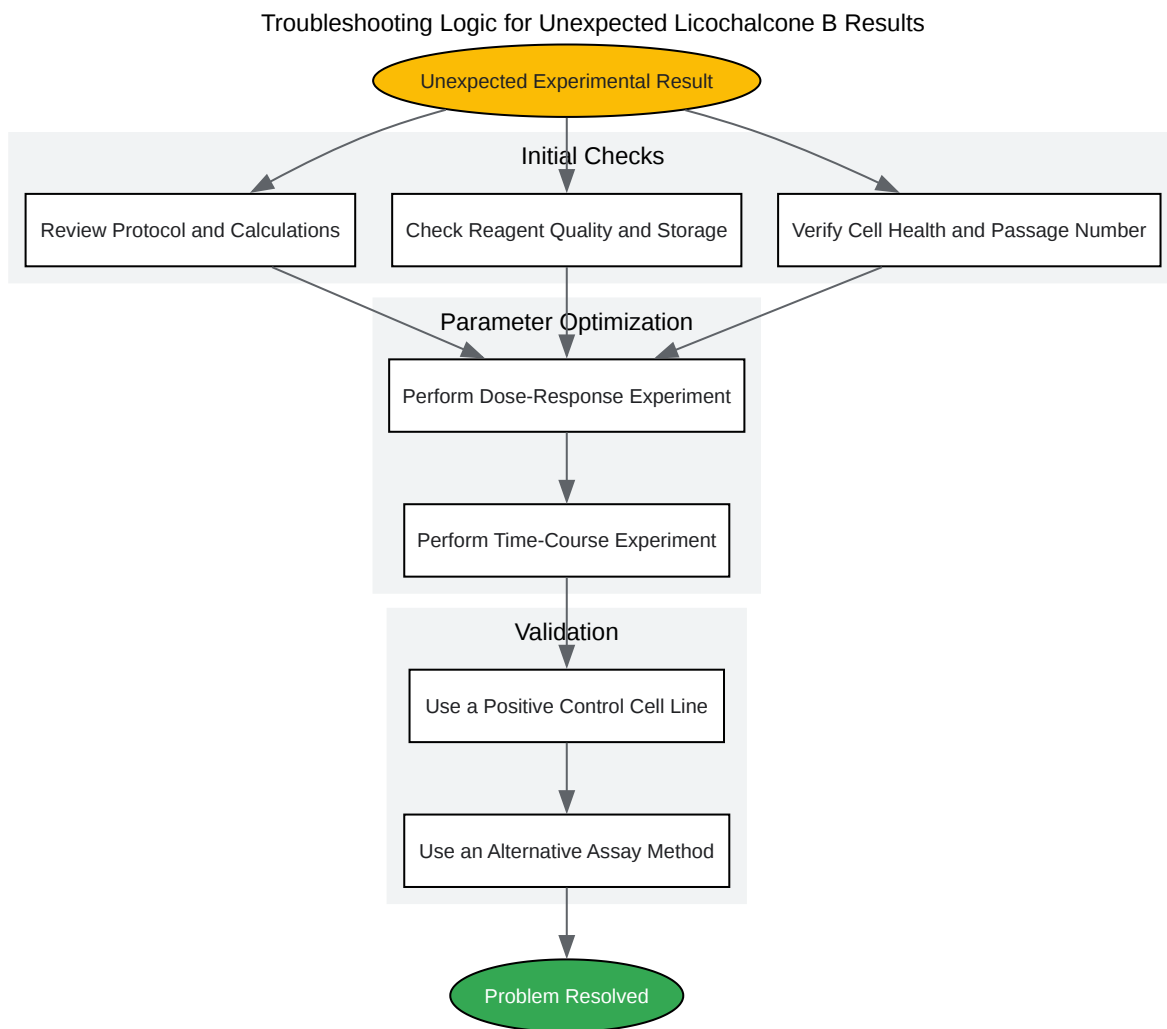 Troubleshooting Logic for Unexpected Licochalcone B Results
Unexpected Experimental Result
Initial Checks
Review Protocol and Calculations
Check Reagent Quality and Storage
Verify Cell Health and Passage Number
Parameter Optimization
Perform Dose-Response Experiment
Perform Time-Course Experiment
Validation
Use a Positive Control Cell Line
Use an Alternative Assay Method
Problem Resolved